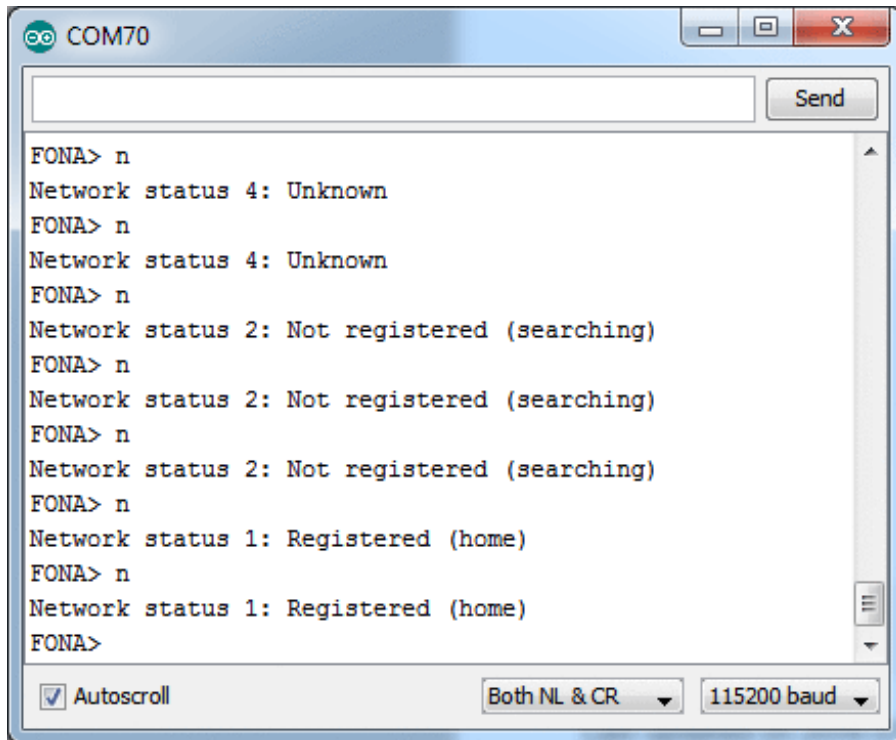 COM70
Send
FONA> n
Network status 4: Unknown
FONA> n
Network status 4: Unknown
FONA> n
Network status 2: Not registered (searching)
FONA> n
Network status 2: Not registered (searching)
FONA> n
Network status 2: Not registered (searching)
FONA> n
Network status 1: Registered (home)
FONA> n
Network status 1: Registered (home)
FONA>
Autoscroll Both NL & CR 115200 baud